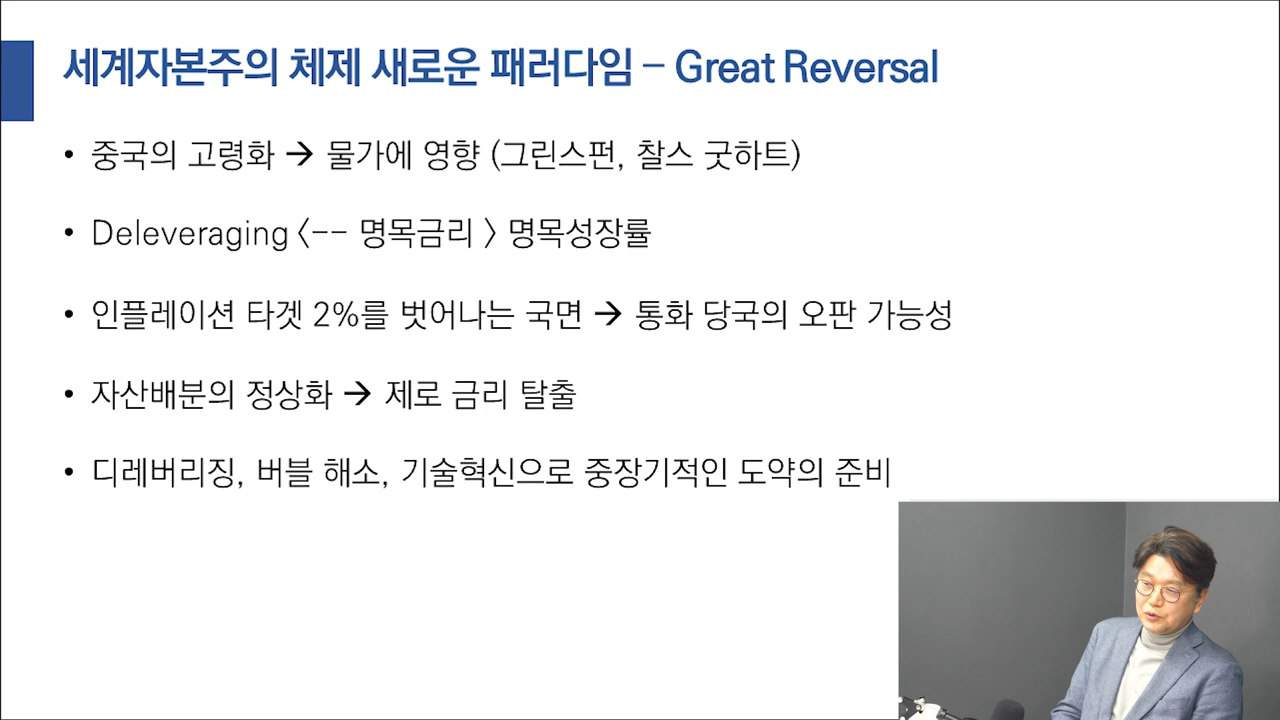 세계자본주의 체제 새로운 패러다임 – Great Reversal
• 중국의 고령화 → 물가에 영향 (그린스펀, 찰스 굿하트)
• Deleveraging <-- 명목금리 > 명목성장률
• 인플레이션 타겟 2%를 벗어나는 국면 → 통화 당국의 오판 가능성
• 자산배분의 정상화 → 제로 금리 탈출
• 디레버리징, 버블 해소, 기술혁신으로 중장기적인 도약의 준비